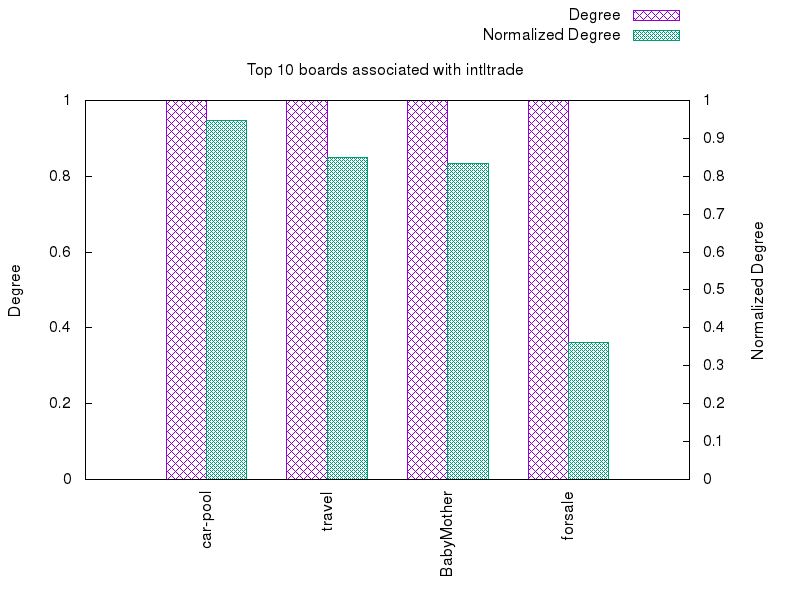 Degree
Normalized Degree
Top 10 boards associated with intltrade
1
0.8
0.6
0.4
0.2
0
Degree
1
0.9
0.8
0.7
0.6
0.5
0.4
0.3
0.2
0.1
0
Normalized Degree
car-pool
travel
BabyMother
forsale